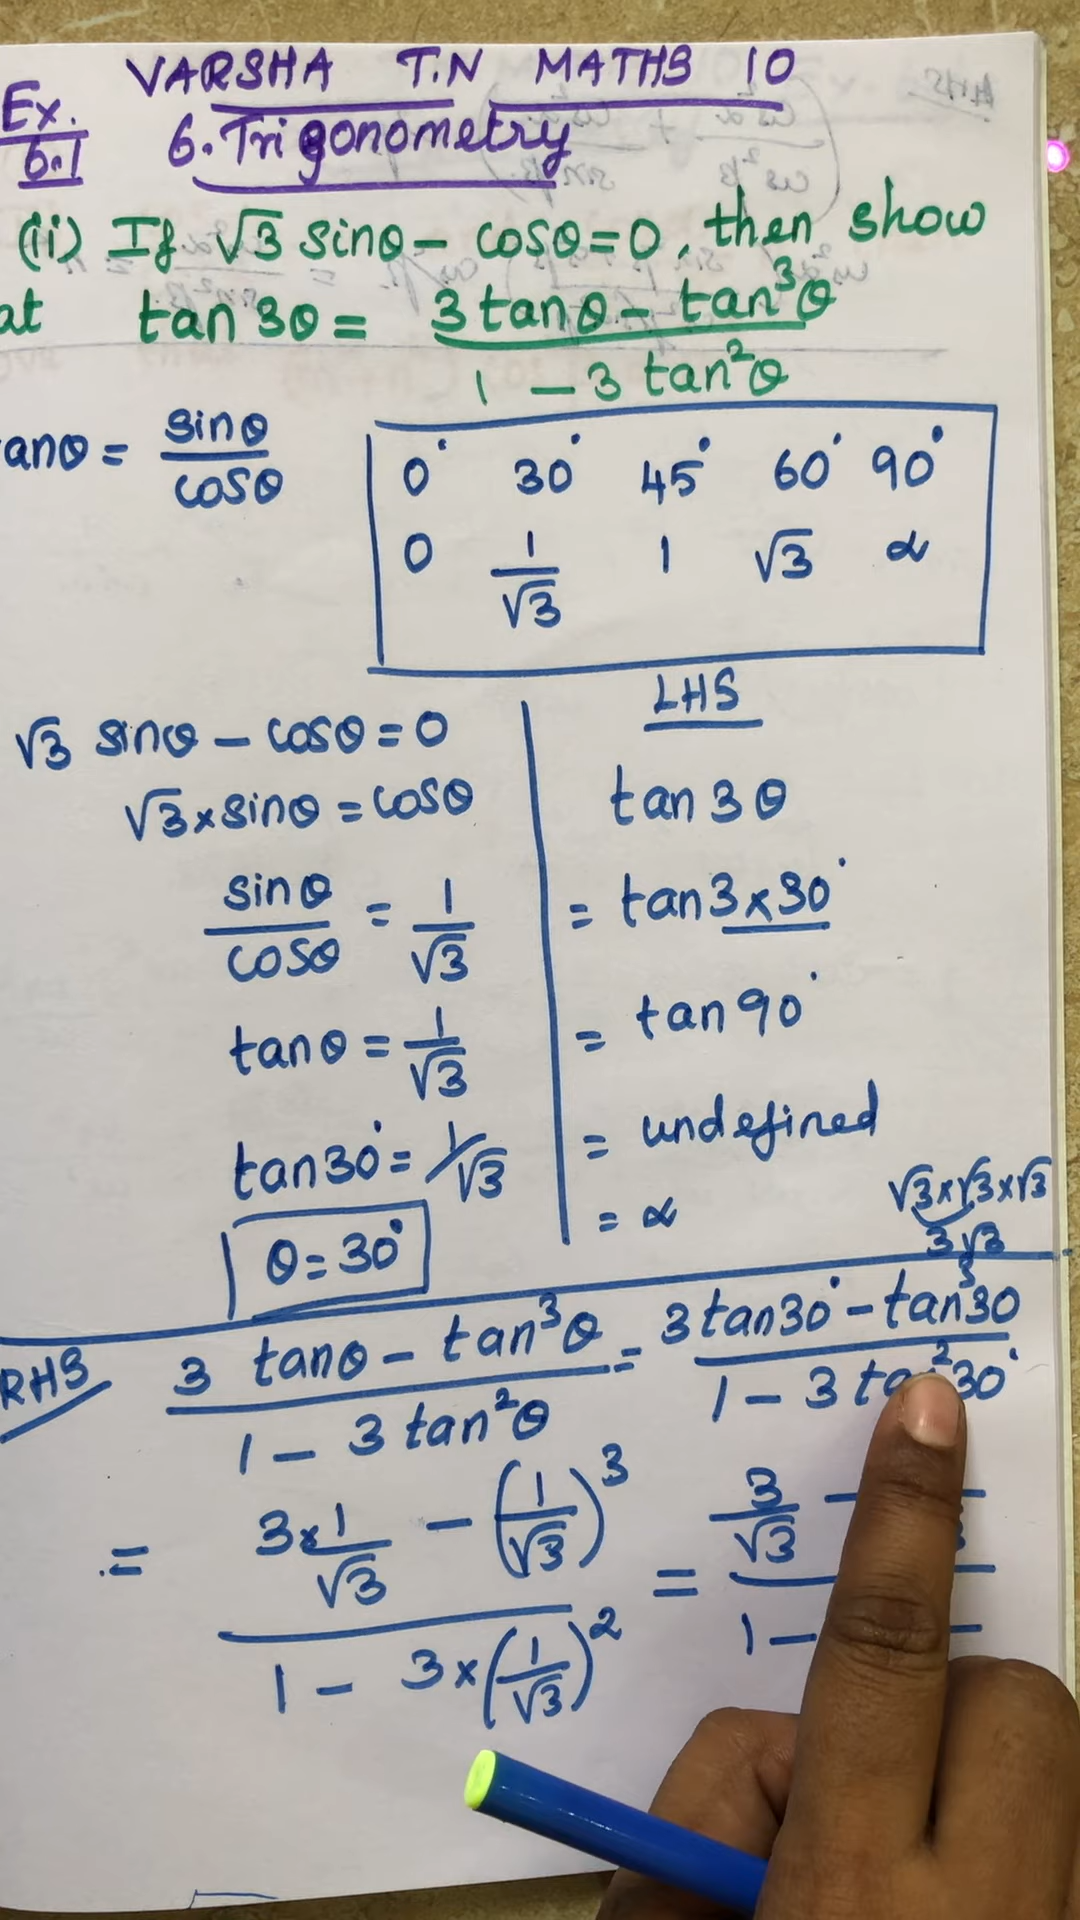 VARSHA T.N MATHS 10
Ex. 6.1
6. Trigonometry
(ii) If √3 sinθ – cosθ = 0, then show
at tan 3θ = (3 tanθ – tan³θ) / (1 – 3 tan²θ)
anθ = sinθ / cosθ
0° 30° 45° 60° 90°
0 1/√3 1 √3 α
√3 sinθ – cosθ = 0
√3 × sinθ = cosθ
sinθ / cosθ = 1/√3
tanθ = 1/√3
tan30° = 1/√3
θ = 30°
LHS
tan 3θ
= tan 3×30°
= tan 90°
= undefined
= α
√3×√3×√3
3√3
RHS (3 tanθ – tan³θ) / (1 – 3 tan²θ) = (3 tan30° – tan³30) / (1 – 3 tan²30°)
= (3×1/√3 – (1/√3)³) / (1 – 3×(1/√3)²) = 3/√3 –
1 –